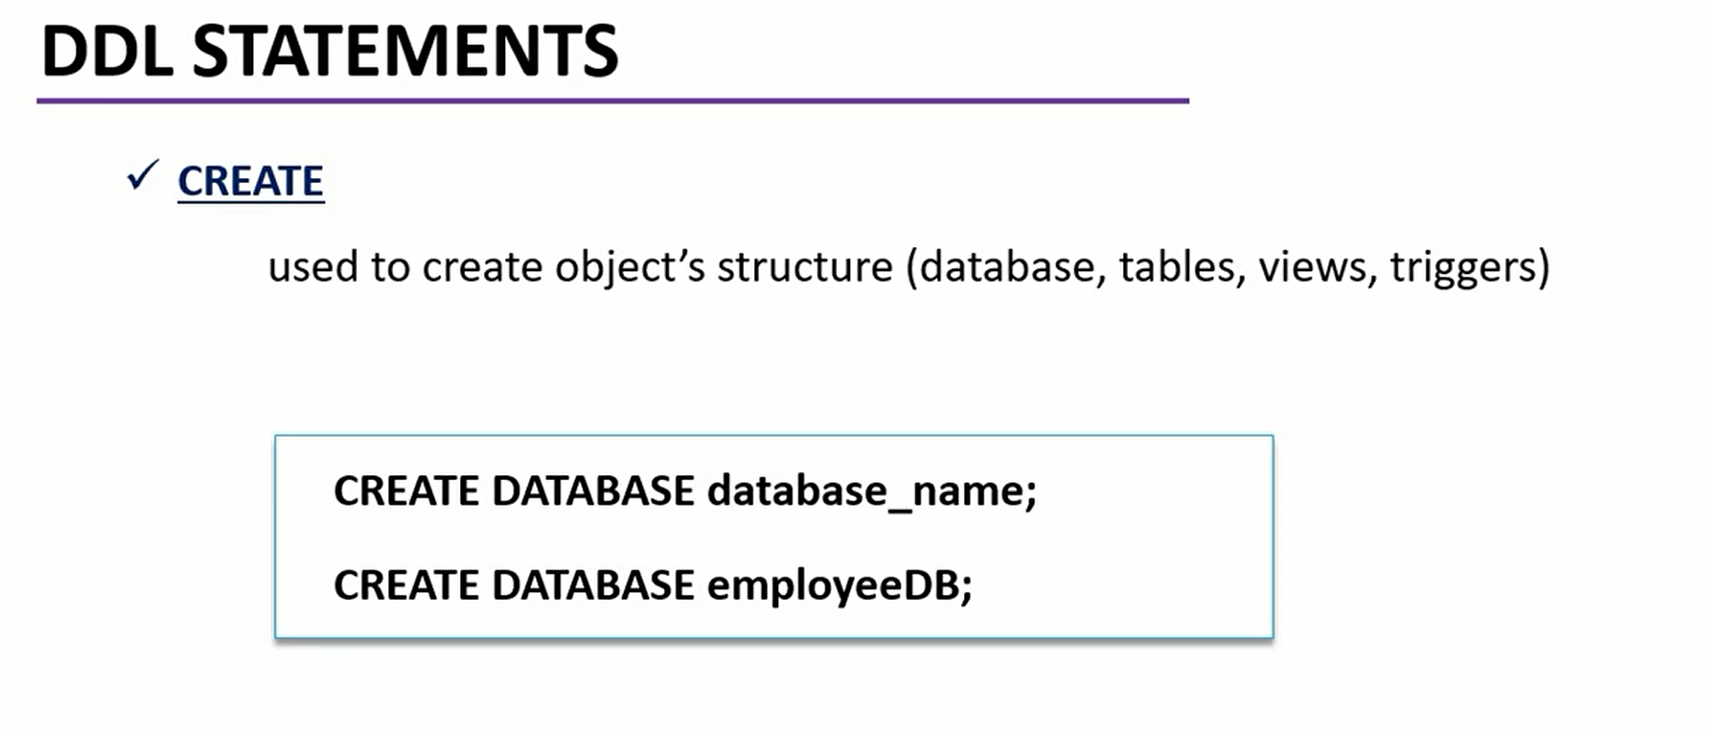 DDL STATEMENTS
✓ CREATE
used to create object’s structure (database, tables, views, triggers)
CREATE DATABASE database_name;
CREATE DATABASE employeeDB;